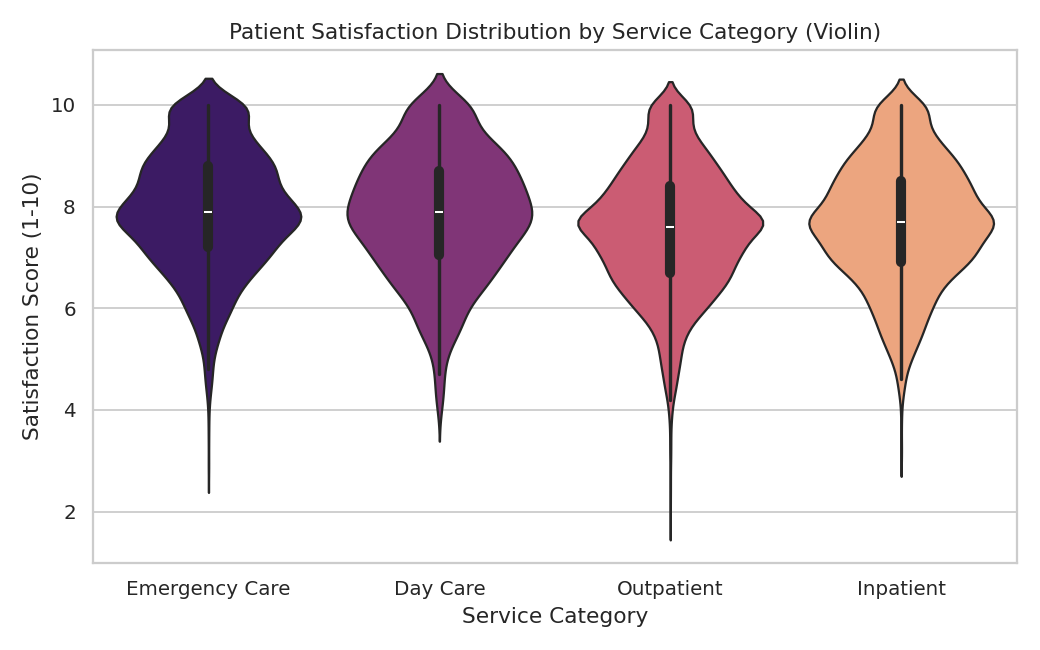 Patient Satisfaction Distribution by Service Category (Violin)
Satisfaction Score (1-10)
10
8
6
4
2
Emergency Care
Day Care
Outpatient
Inpatient
Service Category